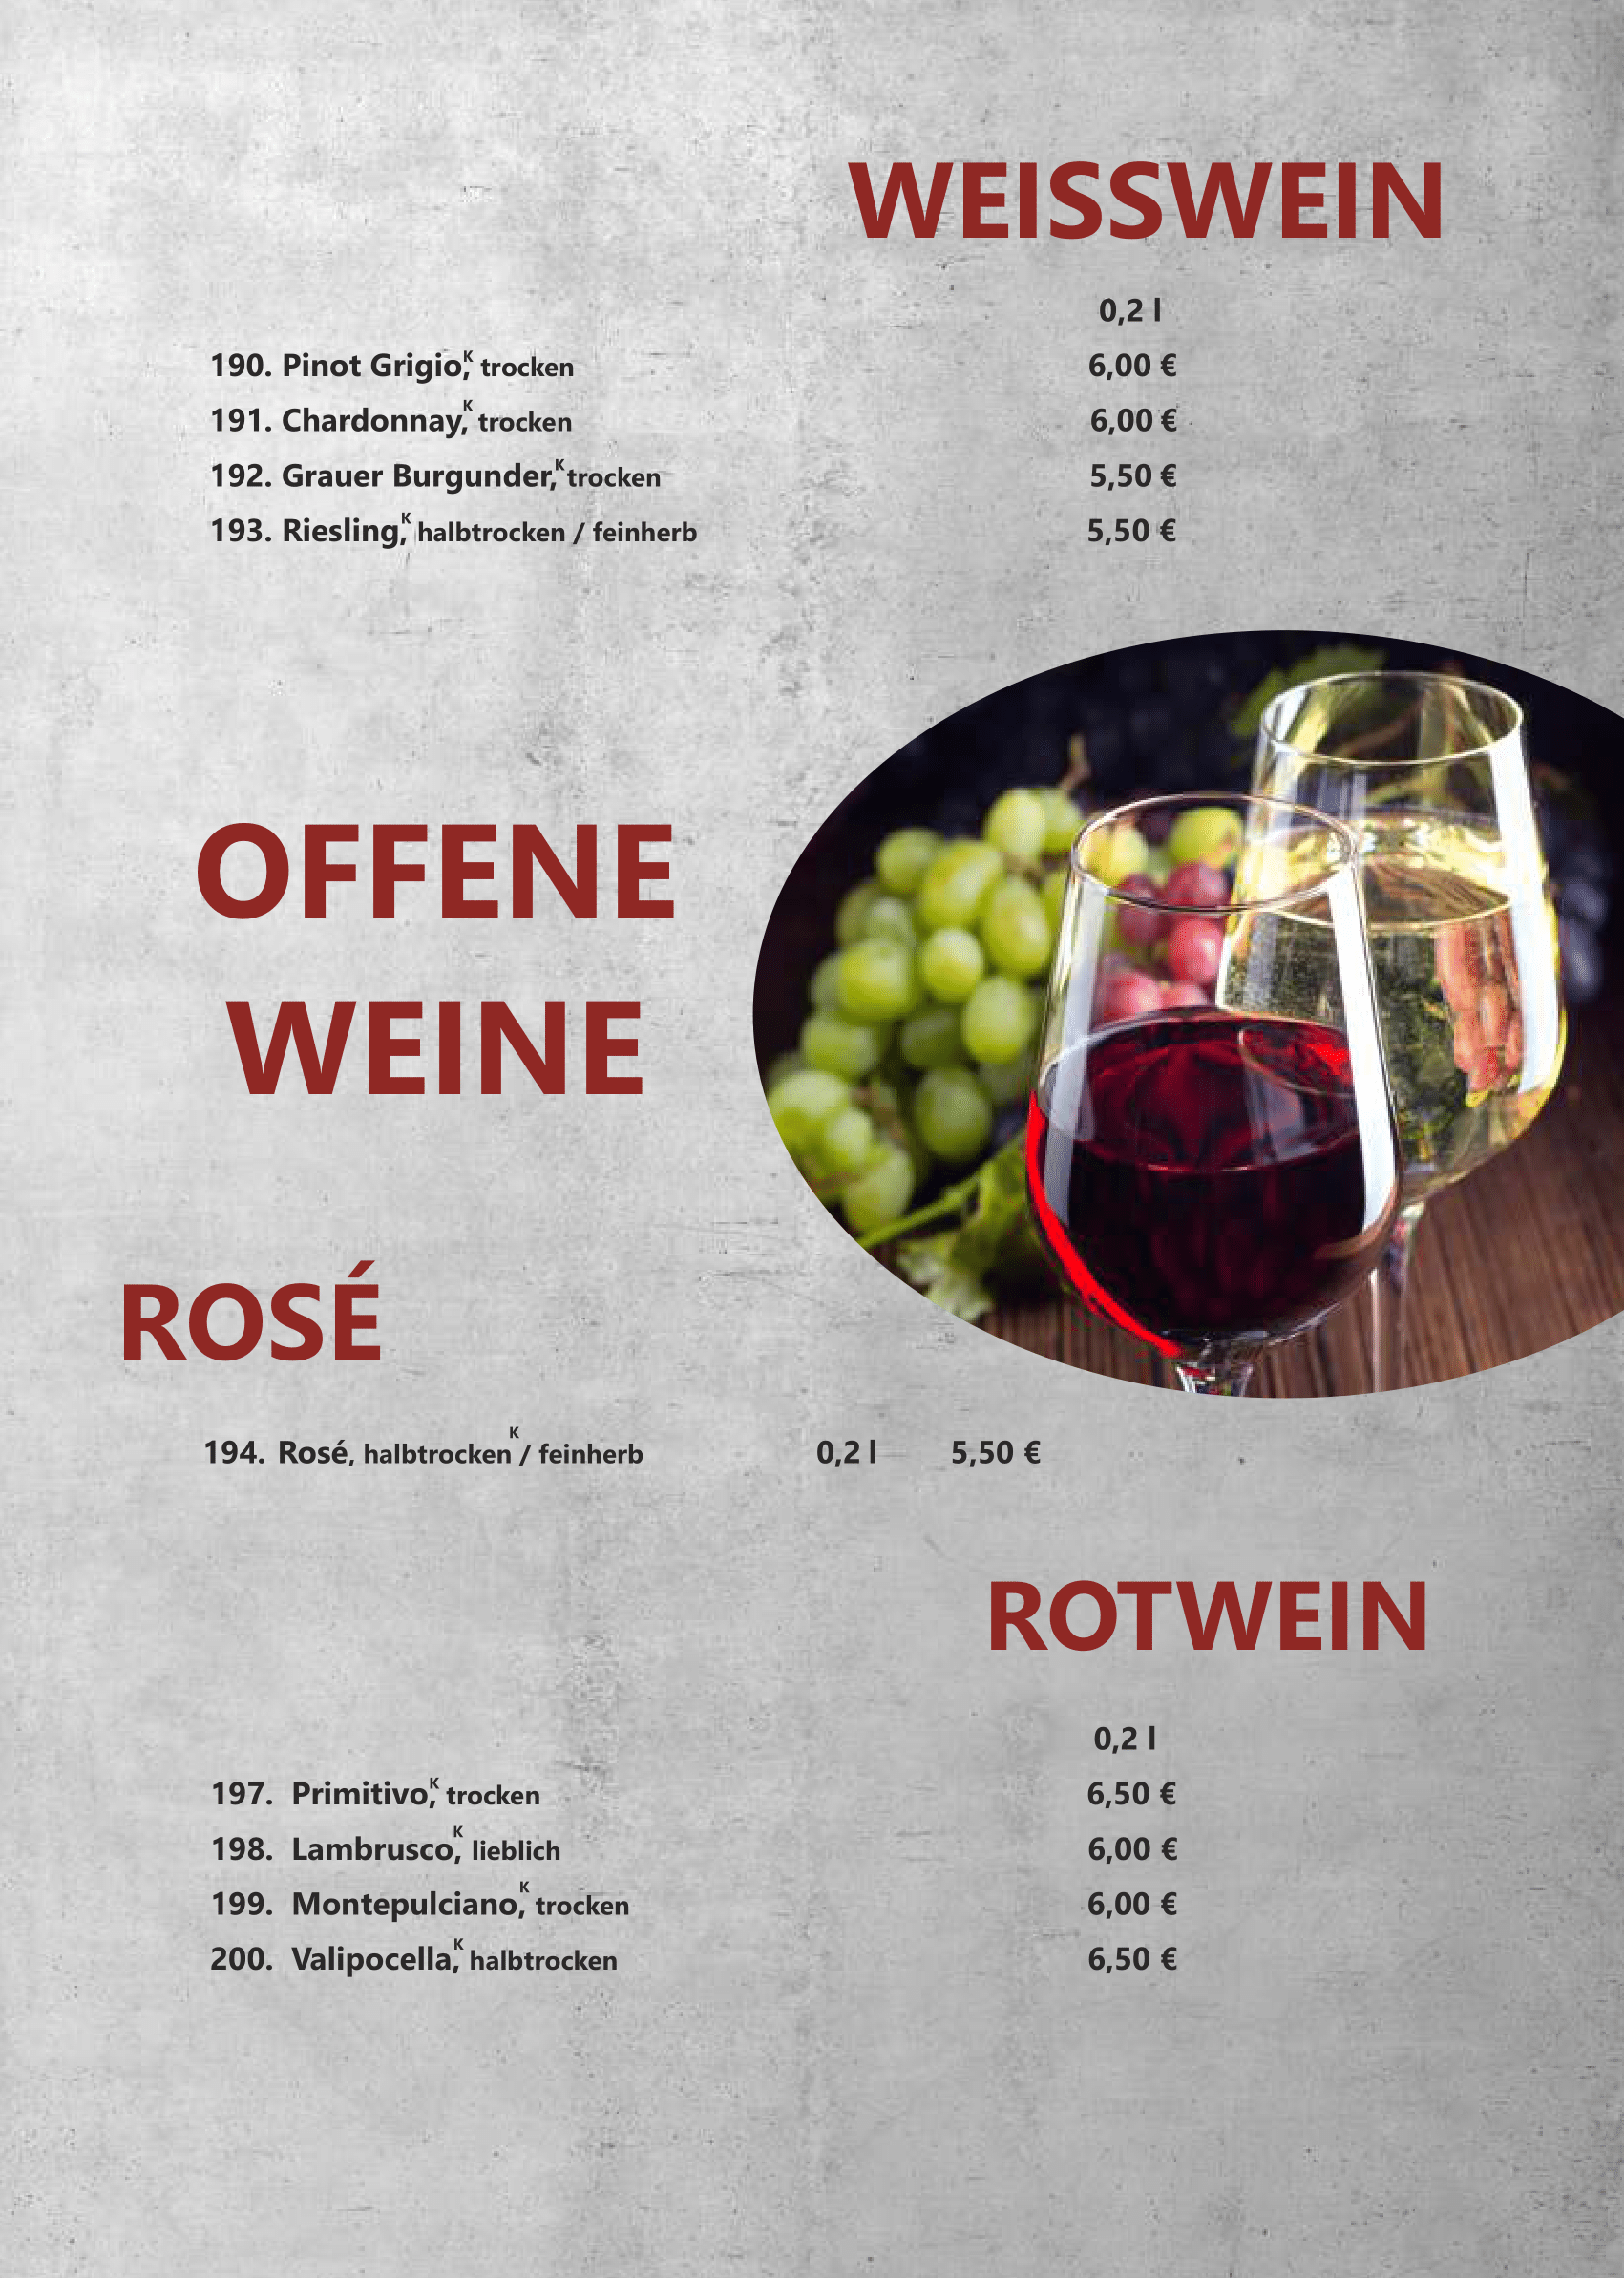 WEISSWEIN
0,2 l
190. Pinot Grigio,ᴷ trocken 6,00 €
191. Chardonnay,ᴷ trocken 6,00 €
192. Grauer Burgunder,ᴷ trocken 5,50 €
193. Riesling,ᴷ halbtrocken / feinherb 5,50 €
OFFENE
WEINE
ROSÉ
194. Rosé, halbtrockenᴷ / feinherb 0,2 l 5,50 €
ROTWEIN
0,2 l
197. Primitivo,ᴷ trocken 6,50 €
198. Lambrusco,ᴷ lieblich 6,00 €
199. Montepulciano,ᴷ trocken 6,00 €
200. Valipocella,ᴷ halbtrocken 6,50 €